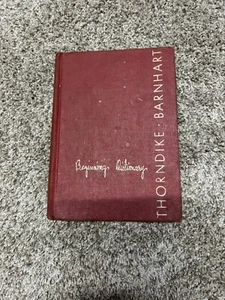 THORNDIKE · BARNHART
Beginning Dictionary